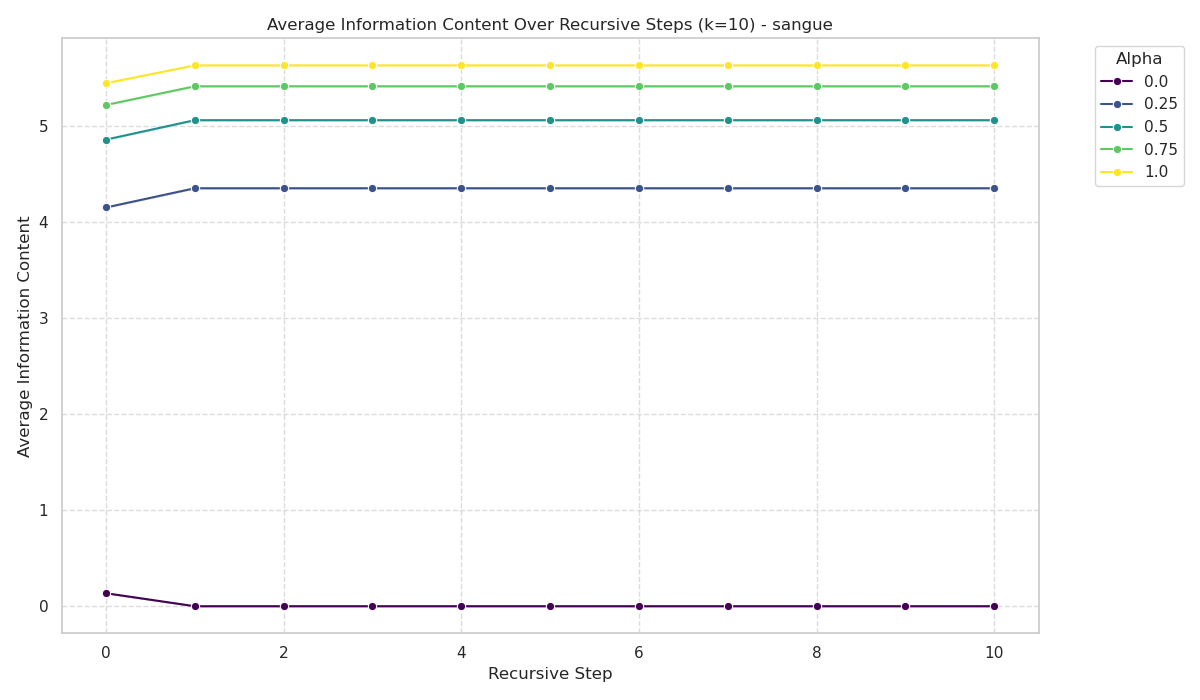 Average Information Content Over Recursive Steps (k=10) - sangue
Alpha
0.0
0.25
0.5
0.75
1.0
Average Information Content
5
4
3
2
1
0
0 2 4 6 8 10
Recursive Step